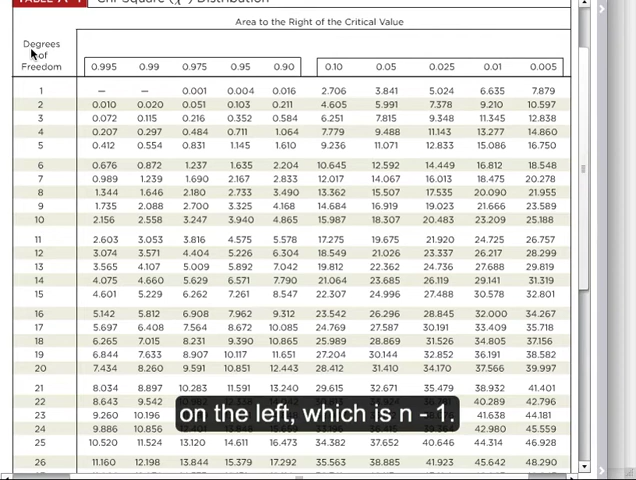 Chi-Square (χ²) Distribution
Area to the Right of the Critical Value
Degrees
of
Freedom
0.995 0.99 0.975 0.95 0.90 0.10 0.05 0.025 0.01 0.005
1 — — 0.001 0.004 0.016 2.706 3.841 5.024 6.635 7.879
2 0.010 0.020 0.051 0.103 0.211 4.605 5.991 7.378 9.210 10.597
3 0.072 0.115 0.216 0.352 0.584 6.251 7.815 9.348 11.345 12.838
4 0.207 0.297 0.484 0.711 1.064 7.779 9.488 11.143 13.277 14.860
5 0.412 0.554 0.831 1.145 1.610 9.236 11.071 12.833 15.086 16.750
6 0.676 0.872 1.237 1.635 2.204 10.645 12.592 14.449 16.812 18.548
7 0.989 1.239 1.690 2.167 2.833 12.017 14.067 16.013 18.475 20.278
8 1.344 1.646 2.180 2.733 3.490 13.362 15.507 17.535 20.090 21.955
9 1.735 2.088 2.700 3.325 4.168 14.684 16.919 19.023 21.666 23.589
10 2.156 2.558 3.247 3.940 4.865 15.987 18.307 20.483 23.209 25.188
11 2.603 3.053 3.816 4.575 5.578 17.275 19.675 21.920 24.725 26.757
12 3.074 3.571 4.404 5.226 6.304 18.549 21.026 23.337 26.217 28.299
13 3.565 4.107 5.009 5.892 7.042 19.812 22.362 24.736 27.688 29.819
14 4.075 4.660 5.629 6.571 7.790 21.064 23.685 26.119 29.141 31.319
15 4.601 5.229 6.262 7.261 8.547 22.307 24.996 27.488 30.578 32.801
16 5.142 5.812 6.908 7.962 9.312 23.542 26.296 28.845 32.000 34.267
17 5.697 6.408 7.564 8.672 10.085 24.769 27.587 30.191 33.409 35.718
18 6.265 7.015 8.231 9.390 10.865 25.989 28.869 31.526 34.805 37.156
19 6.844 7.633 8.907 10.117 11.651 27.204 30.144 32.852 36.191 38.582
20 7.434 8.260 9.591 10.851 12.443 28.412 31.410 34.170 37.566 39.997
21 8.034 8.897 10.283 11.591 13.240 29.615 32.671 35.479 38.932 41.401
22 8.643 9.542 40.289 42.796
23 9.260 10.196 41.638 44.181
24 9.886 10.856 42.980 45.559
25 10.520 11.524 13.120 14.611 16.473 34.382 37.652 40.646 44.314 46.928
26 11.160 12.198 13.844 15.379 17.292 35.563 38.885 41.923 45.642 48.290
on the left, which is n - 1,